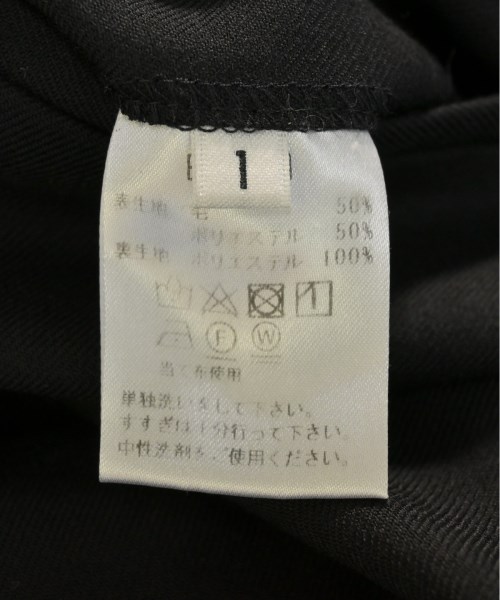 1
表生地 毛 50%
ポリエステル 50%
裏生地 ポリエステル 100%
F W
当て布使用
単独洗いをして下さい。
すすぎは十分行って下さい。
中性洗剤をご使用ください。